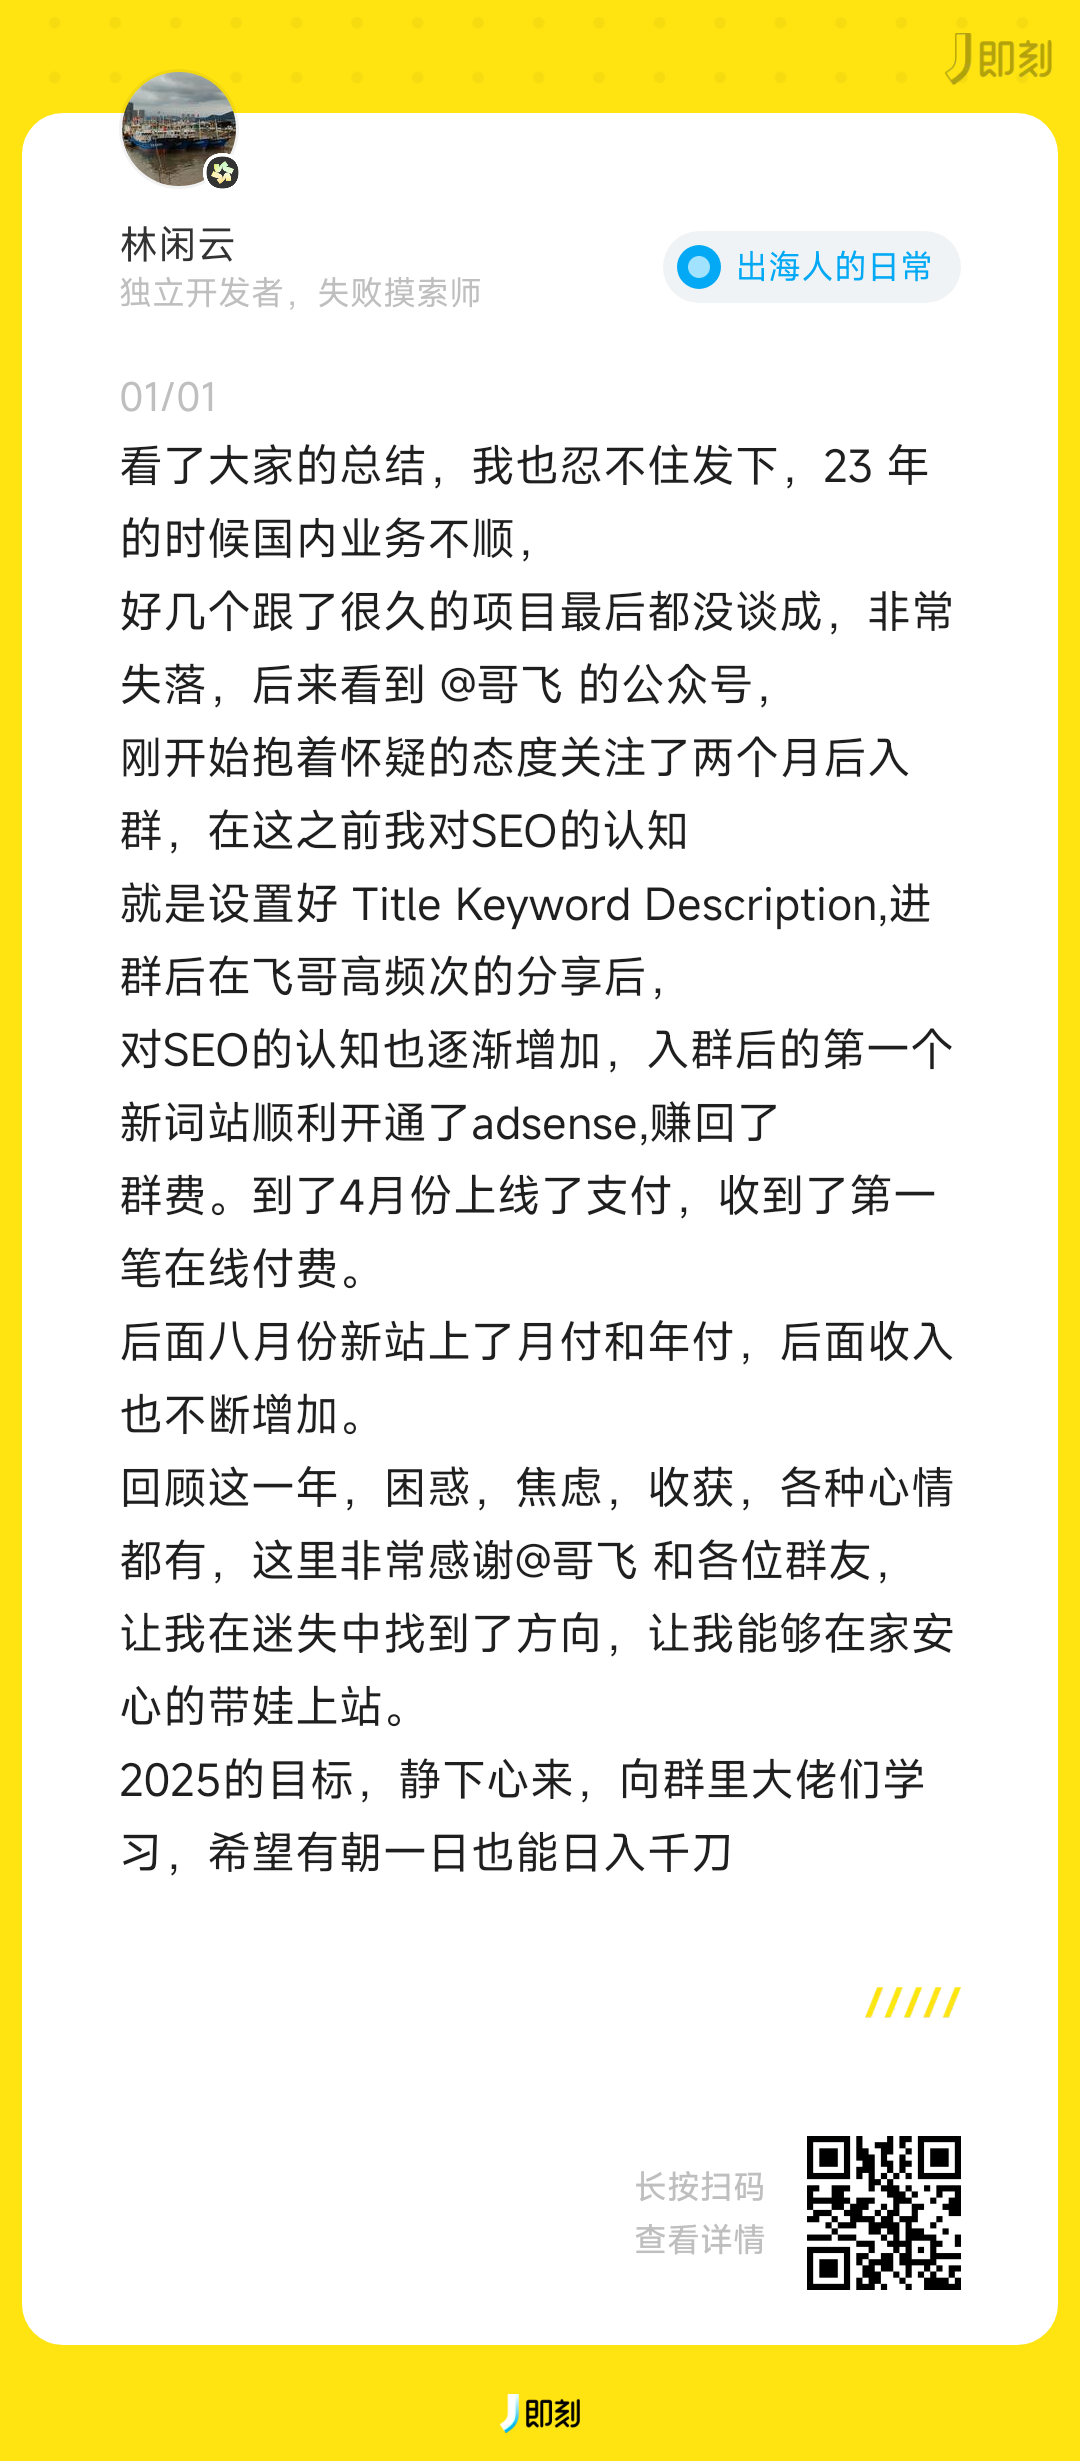 即刻
林闲云
独立开发者，失败摸索师
出海人的日常
01/01
看了大家的总结，我也忍不住发下，23 年
的时候国内业务不顺，
好几个跟了很久的项目最后都没谈成，非常
失落，后来看到 @哥飞 的公众号，
刚开始抱着怀疑的态度关注了两个月后入
群，在这之前我对SEO的认知
就是设置好 Title Keyword Description,进
群后在飞哥高频次的分享后，
对SEO的认知也逐渐增加，入群后的第一个
新词站顺利开通了adsense,赚回了
群费。到了4月份上线了支付，收到了第一
笔在线付费。
后面八月份新站上了月付和年付，后面收入
也不断增加。
回顾这一年，困惑，焦虑，收获，各种心情
都有，这里非常感谢@哥飞 和各位群友，
让我在迷失中找到了方向，让我能够在家安
心的带娃上站。
2025的目标，静下心来，向群里大佬们学
习，希望有朝一日也能日入千刀
长按扫码
查看详情
即刻